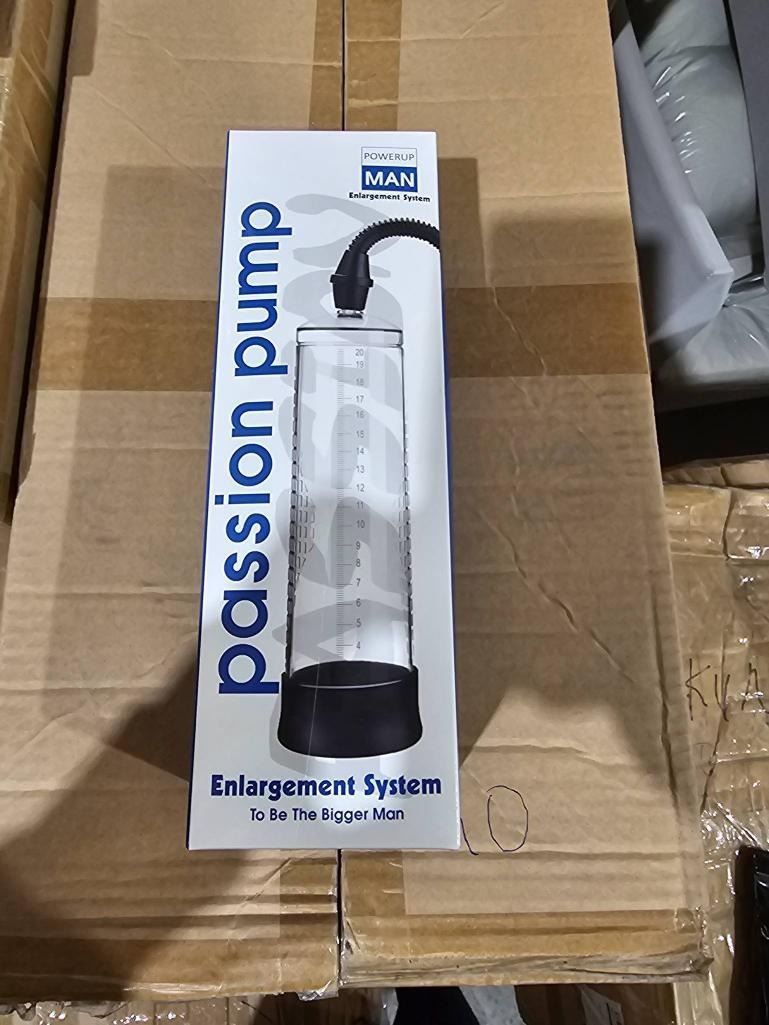 POWERUP
MAN
Enlargement System
passion pump
20
19
18
17
16
15
14
13
12
11
10
9
8
7
6
5
4
Enlargement System
To Be The Bigger Man